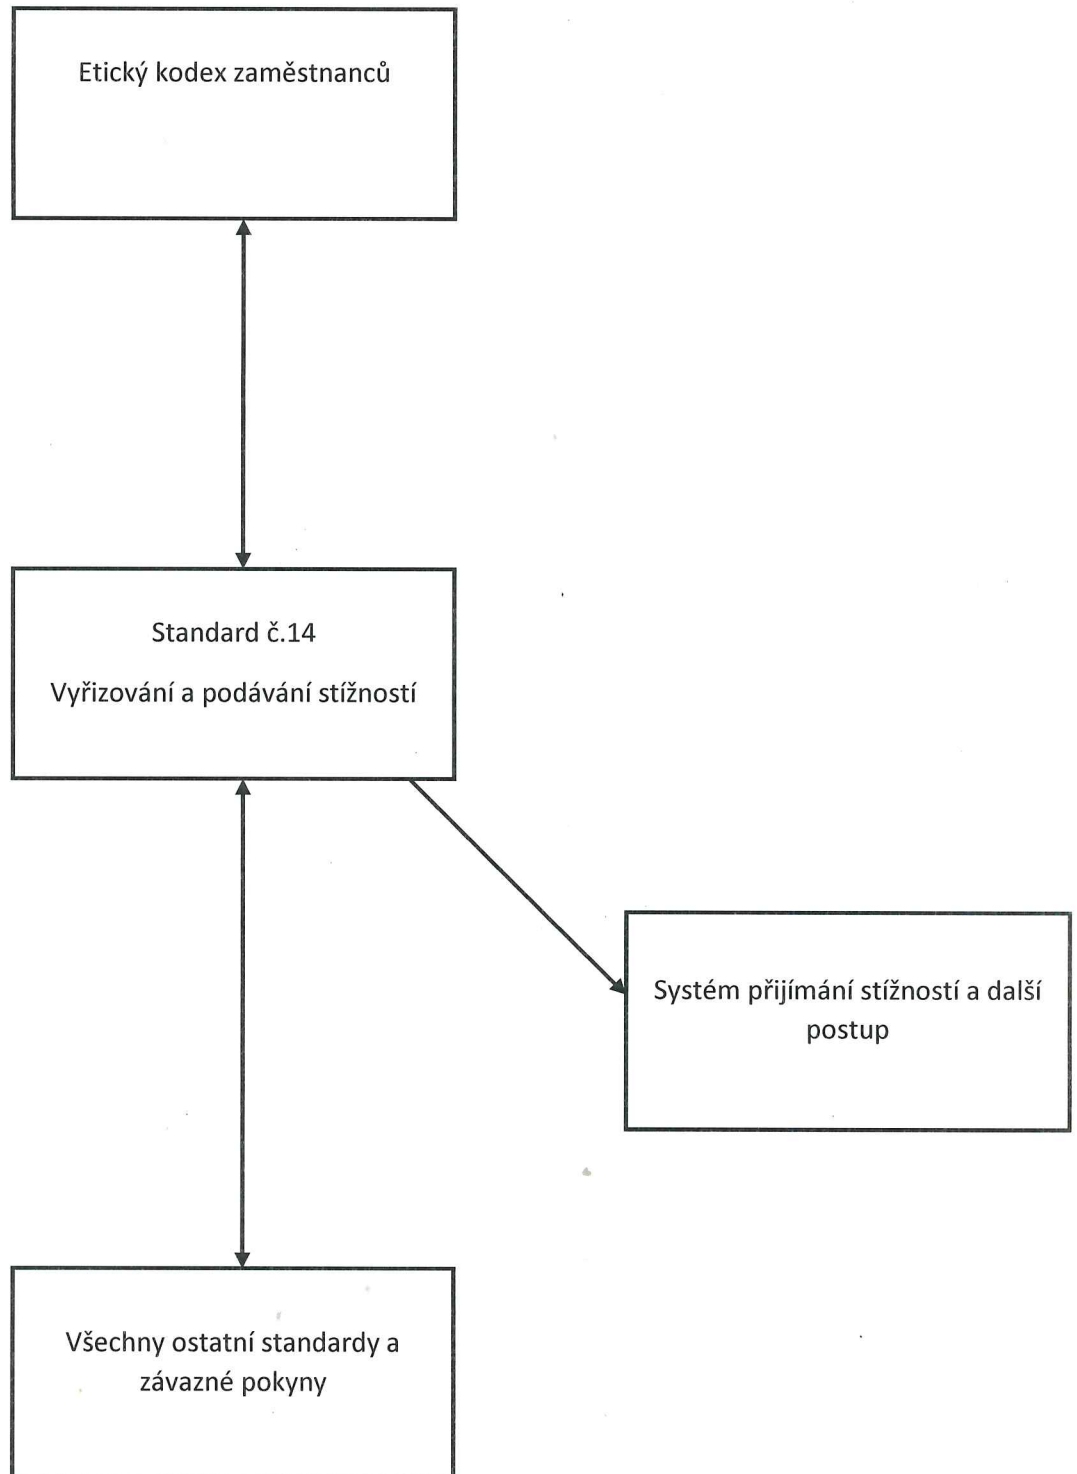 Etický kodex zaměstnanců
Standard č.14
Vyřizování a podávání stížností
Systém přijímání stížností a další
postup
Všechny ostatní standardy a
závazné pokyny